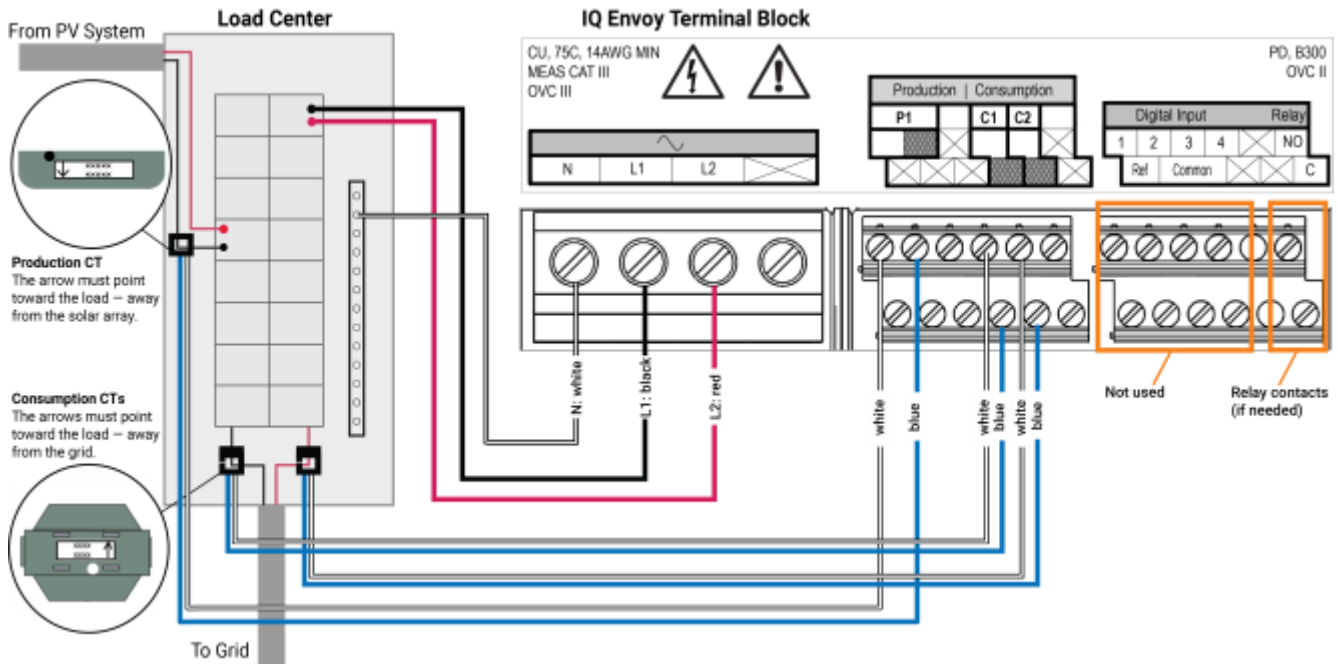 Load Center
IQ Envoy Terminal Block
From PV System
CU, 75C, 14AWG MIN
MEAS CAT III
OVC III
PD, B300
OVC II
Production | Consumption
P1 C1 C2
Digital Input Relay
1 2 3 4 NO
Ref Common C
N L1 L2
Production CT
The arrow must point
toward the load — away
from the solar array.
Consumption CTs
The arrows must point
toward the load — away
from the grid.
N: white
L1: black
L2: red
white
blue
white
blue
white
blue
Not used
Relay contacts
(if needed)
To Grid